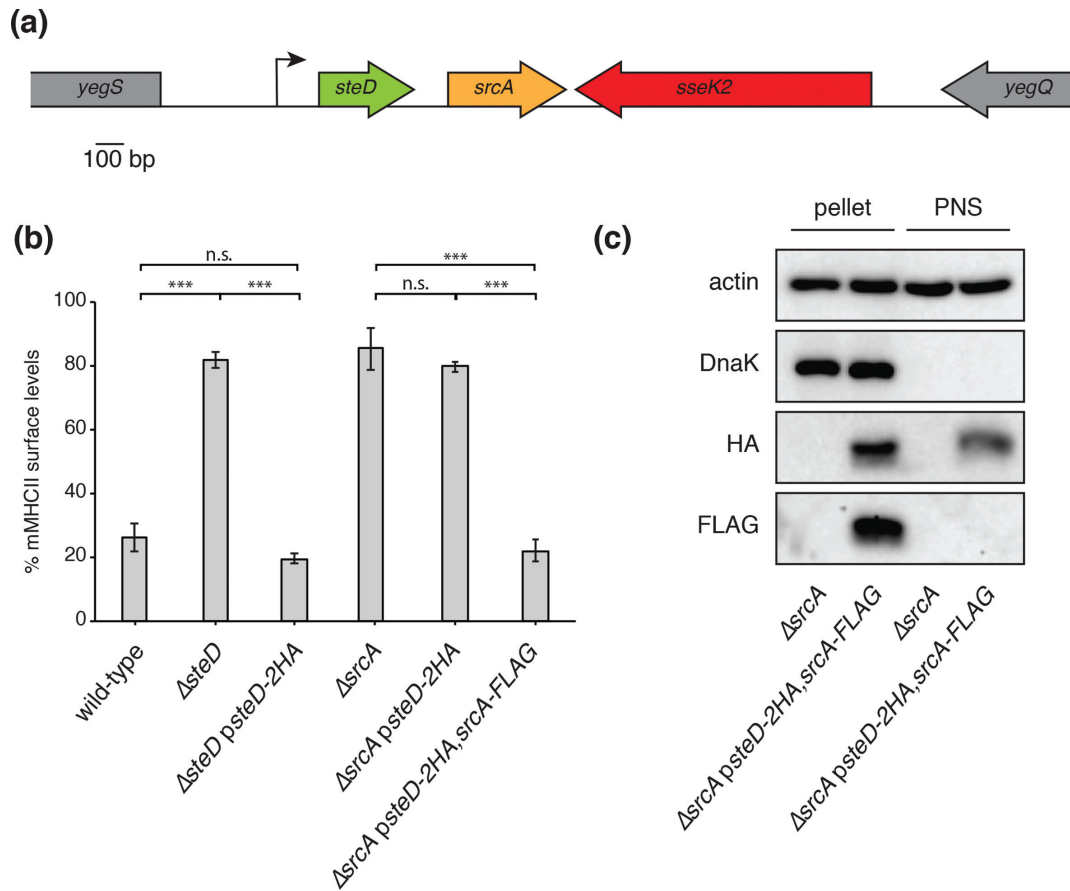 (a)
yegS
steD
srcA
sseK2
yegQ
100 bp
(b)
n.s.
***
***
***
n.s.
***
100
80
60
40
20
0
% mMHCII surface levels
wild-type
ΔsteD
ΔsteD psteD-2HA
ΔsrcA
ΔsrcA psteD-2HA
ΔsrcA psteD-2HA,srcA-FLAG
(c)
pellet
PNS
actin
DnaK
HA
FLAG
ΔsrcA
ΔsrcA psteD-2HA,srcA-FLAG
ΔsrcA
ΔsrcA psteD-2HA,srcA-FLAG